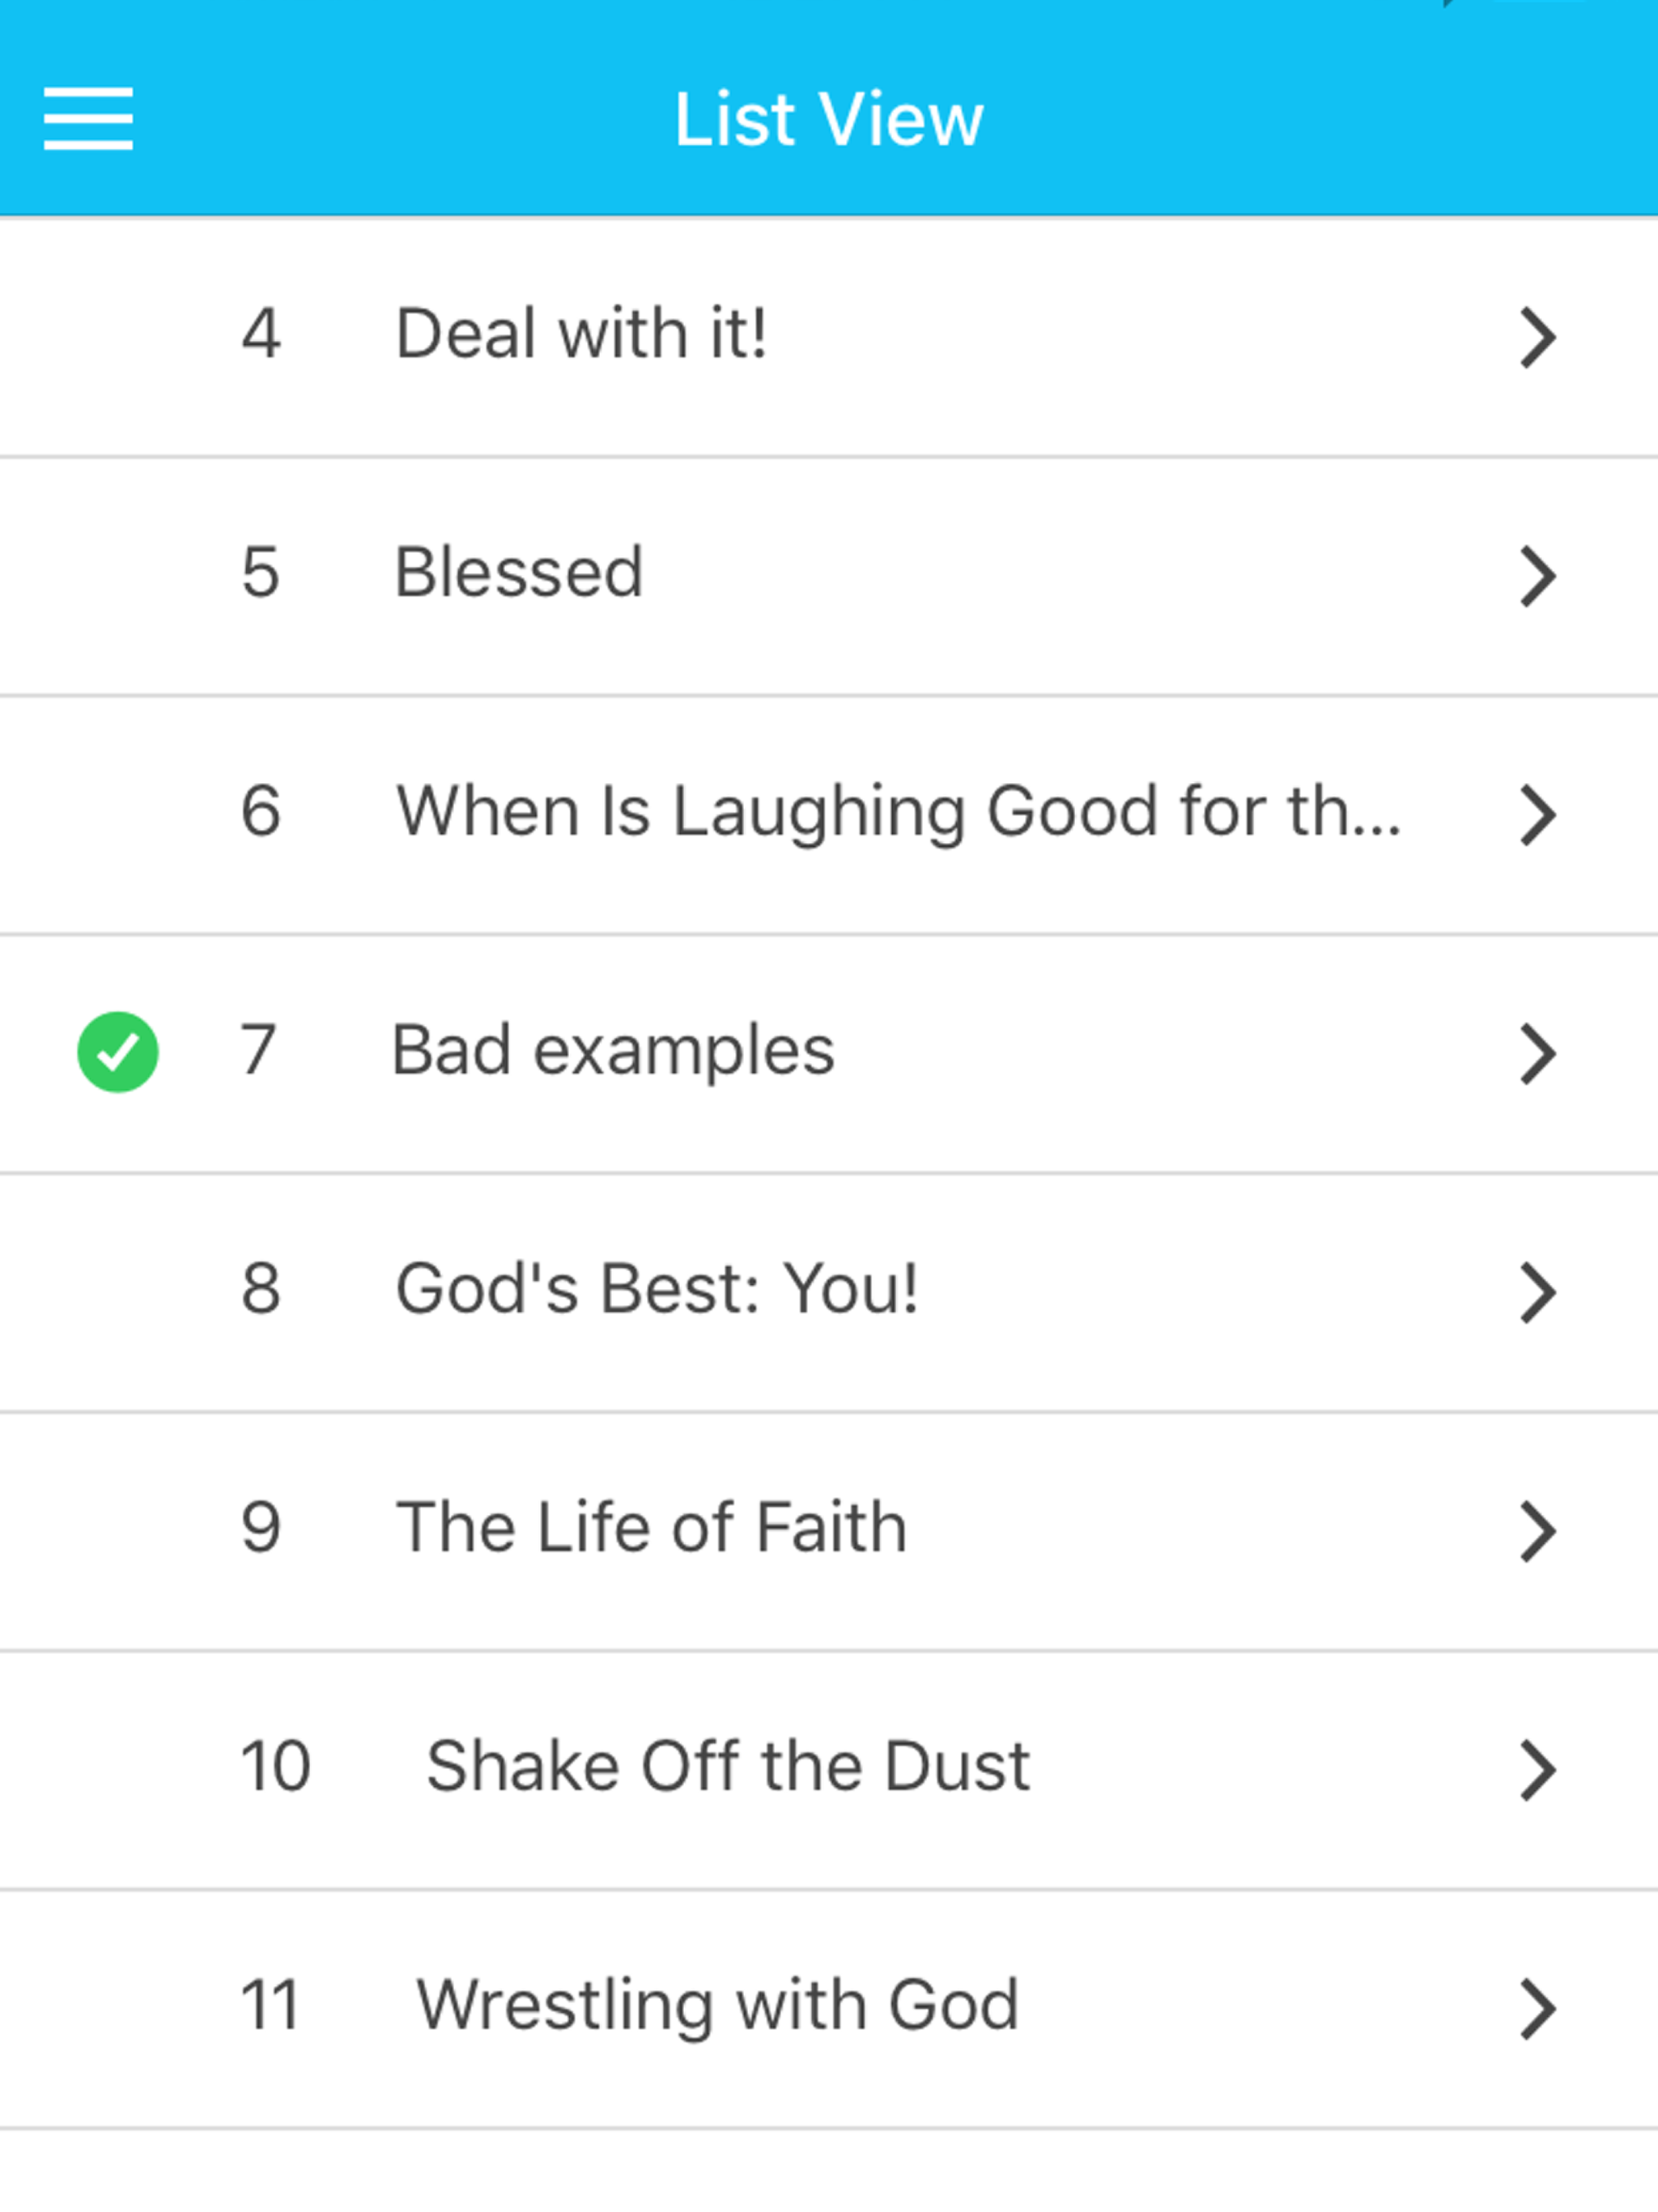 List View
4 Deal with it!
5 Blessed
6 When Is Laughing Good for th...
7 Bad examples
8 God's Best: You!
9 The Life of Faith
10 Shake Off the Dust
11 Wrestling with God